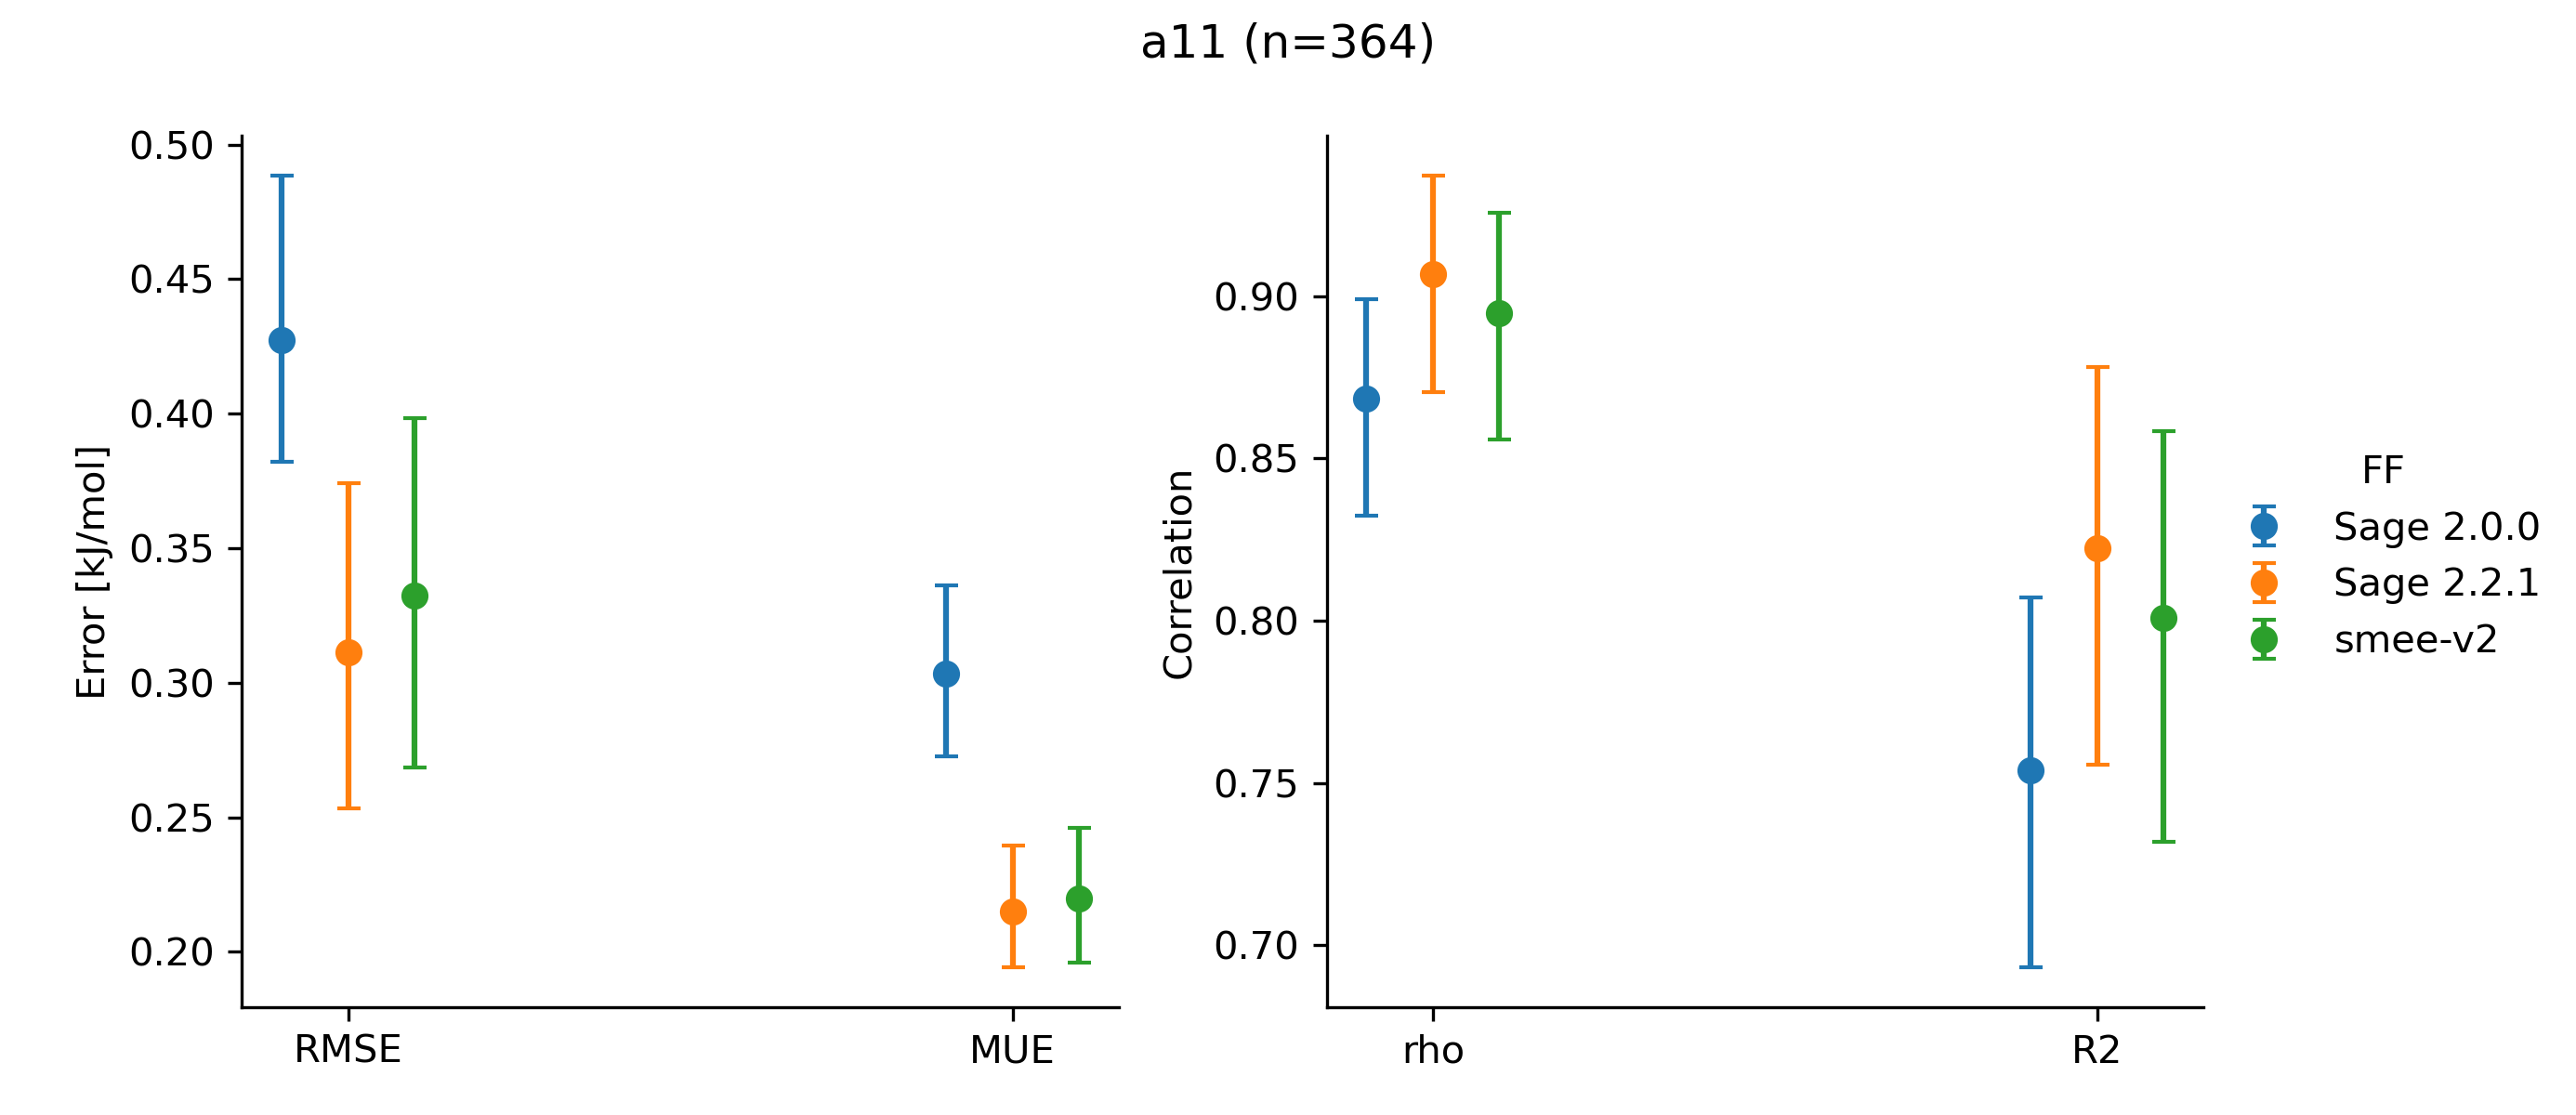 a11 (n=364)
Error [kJ/mol]
0.50
0.45
0.40
0.35
0.30
0.25
0.20
RMSE
MUE
Correlation
0.90
0.85
0.80
0.75
0.70
rho
R2
FF
Sage 2.0.0
Sage 2.2.1
smee-v2